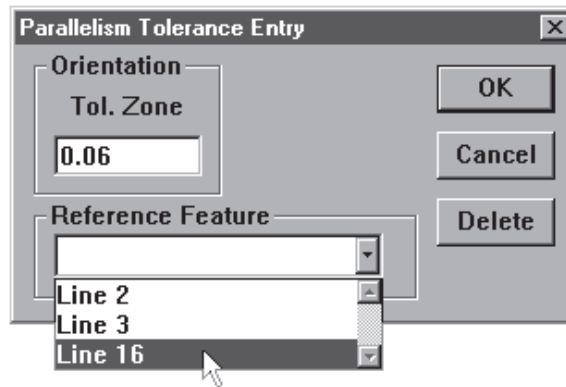 Parallelism Tolerance Entry
Orientation
Tol. Zone
0.06
OK
Cancel
Delete
Reference Feature
Line 2
Line 3
Line 16